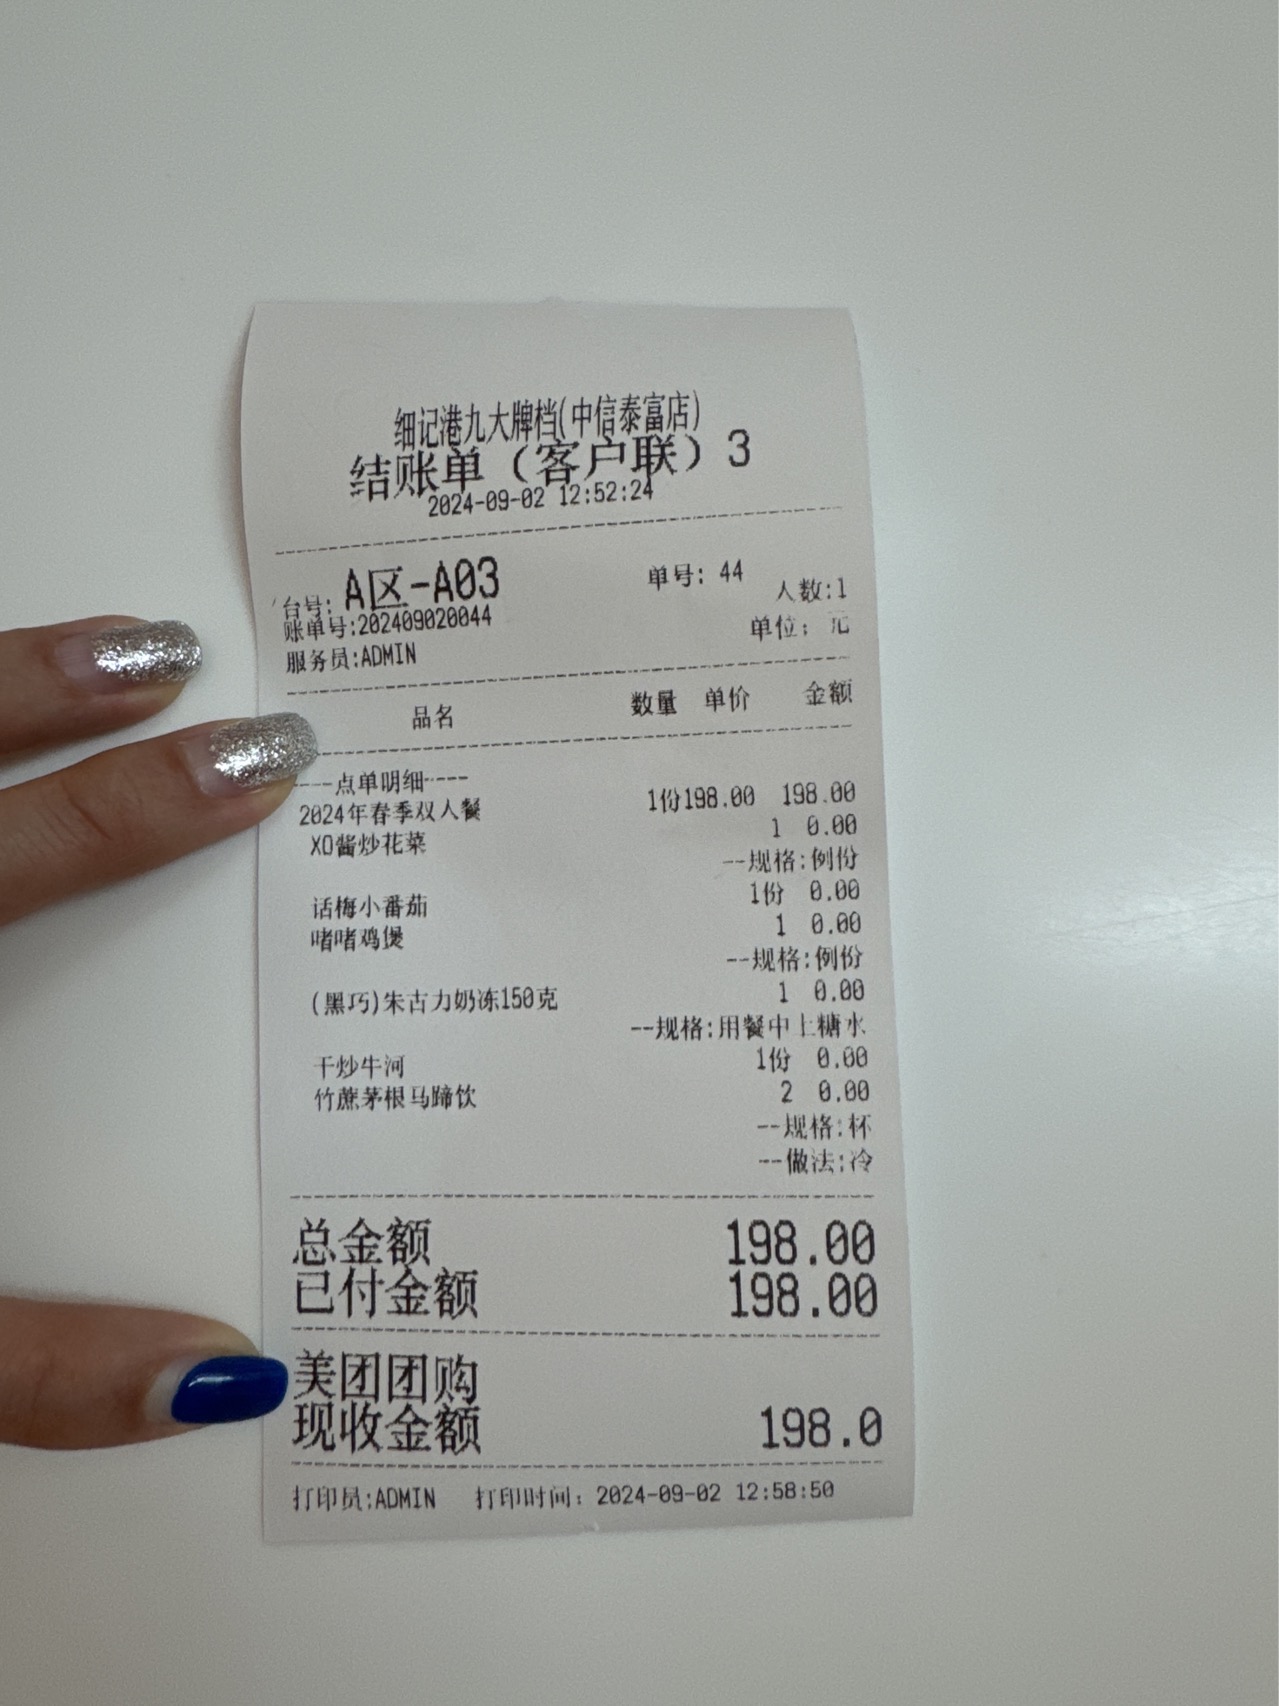 细记港九大牌档(中信泰富店)
结账单（客户联）3
2024-09-02 12:52:24
台号: A区-A03 单号: 44 人数:1
账单号:202409020044 单位: 元
服务员:ADMIN
品名 数量 单价 金额
----点单明细----
2024年春季双人餐 1份198.00 198.00
XO酱炒花菜 1 0.00
--规格:例份
话梅小番茄 1份 0.00
啫啫鸡煲 1 0.00
--规格:例份
(黑巧)朱古力奶冻150克 1 0.00
--规格:用餐中上糖水
干炒牛河 1份 0.00
竹蔗茅根马蹄饮 2 0.00
--规格:杯
--做法:冷
总金额 198.00
已付金额 198.00
美团团购
现收金额 198.0
打印员:ADMIN 打印时间: 2024-09-02 12:58:50